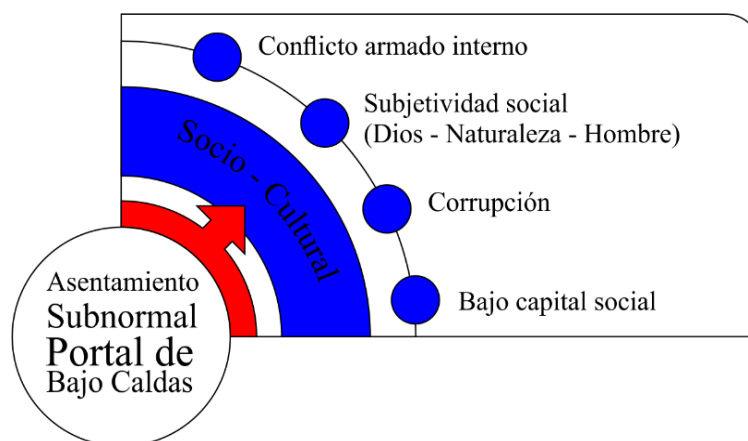 Conflicto armado interno
Subjetividad social
(Dios - Naturaleza - Hombre)
Socio - Cultural
Corrupción
Bajo capital social
Asentamiento
Subnormal
Portal de
Bajo Caldas